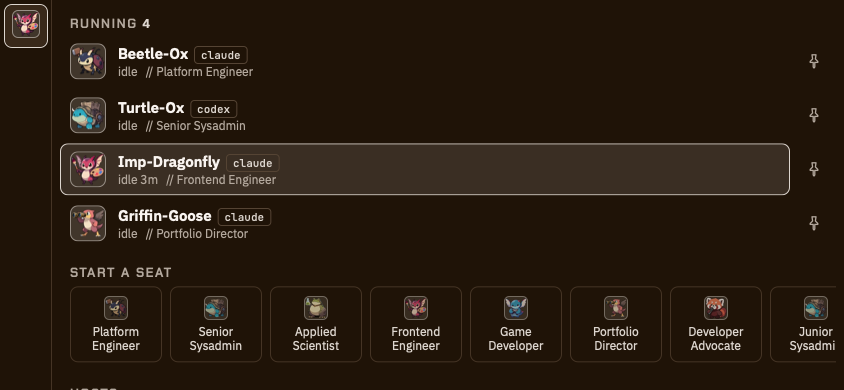 RUNNING 4
Beetle-Ox claude
idle // Platform Engineer
Turtle-Ox codex
idle // Senior Sysadmin
Imp-Dragonfly claude
idle 3m // Frontend Engineer
Griffin-Goose claude
idle // Portfolio Director
START A SEAT
Platform Engineer
Senior Sysadmin
Applied Scientist
Frontend Engineer
Game Developer
Portfolio Director
Developer Advocate
Junior Sysadmi